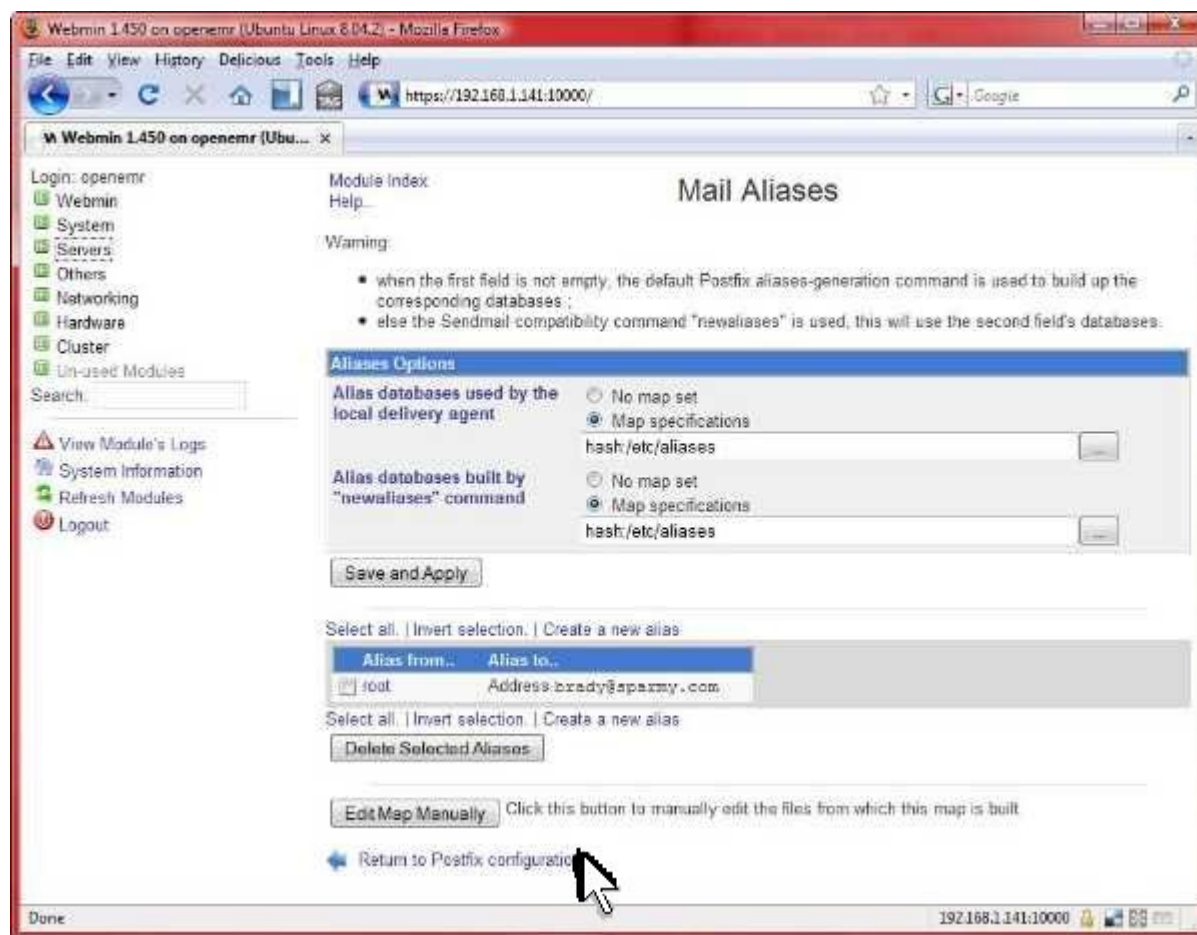 Webmin 1.450 on openemr (Ubuntu Linux 8.04.2) - Mozilla Firefox
File Edit View History Delicious Tools Help
https://192.168.1.141:10000/
Google
Webmin 1.450 on openemr (Ubu...
Login: openemr
Webmin
System
Servers
Others
Networking
Hardware
Cluster
Un-used Modules
Search:
View Module's Logs
System Information
Refresh Modules
Logout
Module Index
Help..
Mail Aliases
Warning:
• when the first field is not empty, the default Postfix aliases-generation command is used to build up the
corresponding databases ;
• else the Sendmail-compatibility command "newaliases" is used, this will use the second field's databases.
Aliases Options
Alias databases used by the
local delivery agent
No map set
Map specifications
hash:/etc/aliases
...
Alias databases built by
"newaliases" command
No map set
Map specifications
hash:/etc/aliases
...
Save and Apply
Select all. | Invert selection. | Create a new alias
Alias from.. Alias to..
root Address brady@sparmy.com
Select all. | Invert selection. | Create a new alias
Delete Selected Aliases
Edit Map Manually Click this button to manually edit the files from which this map is built
Return to Postfix configuration
Done
192.168.1.141:10000